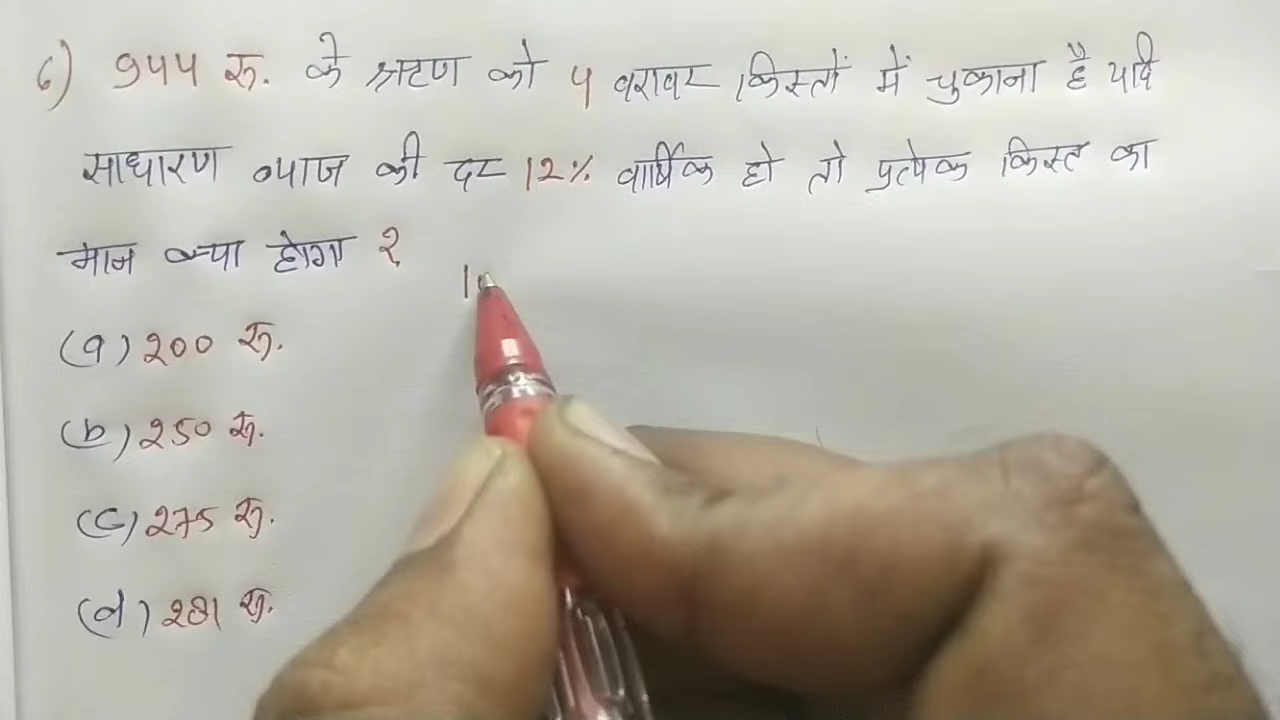 6) 944 रु. के ऋण को 4 बराबर किस्तों में चुकाना है यदि
साधारण ब्याज की दर 12% वार्षिक हो तो प्रत्येक किस्त का
मान क्या होगा ?
(a) 200 रु.
(b) 250 रु.
(c) 275 रु.
(d) 281 रु.